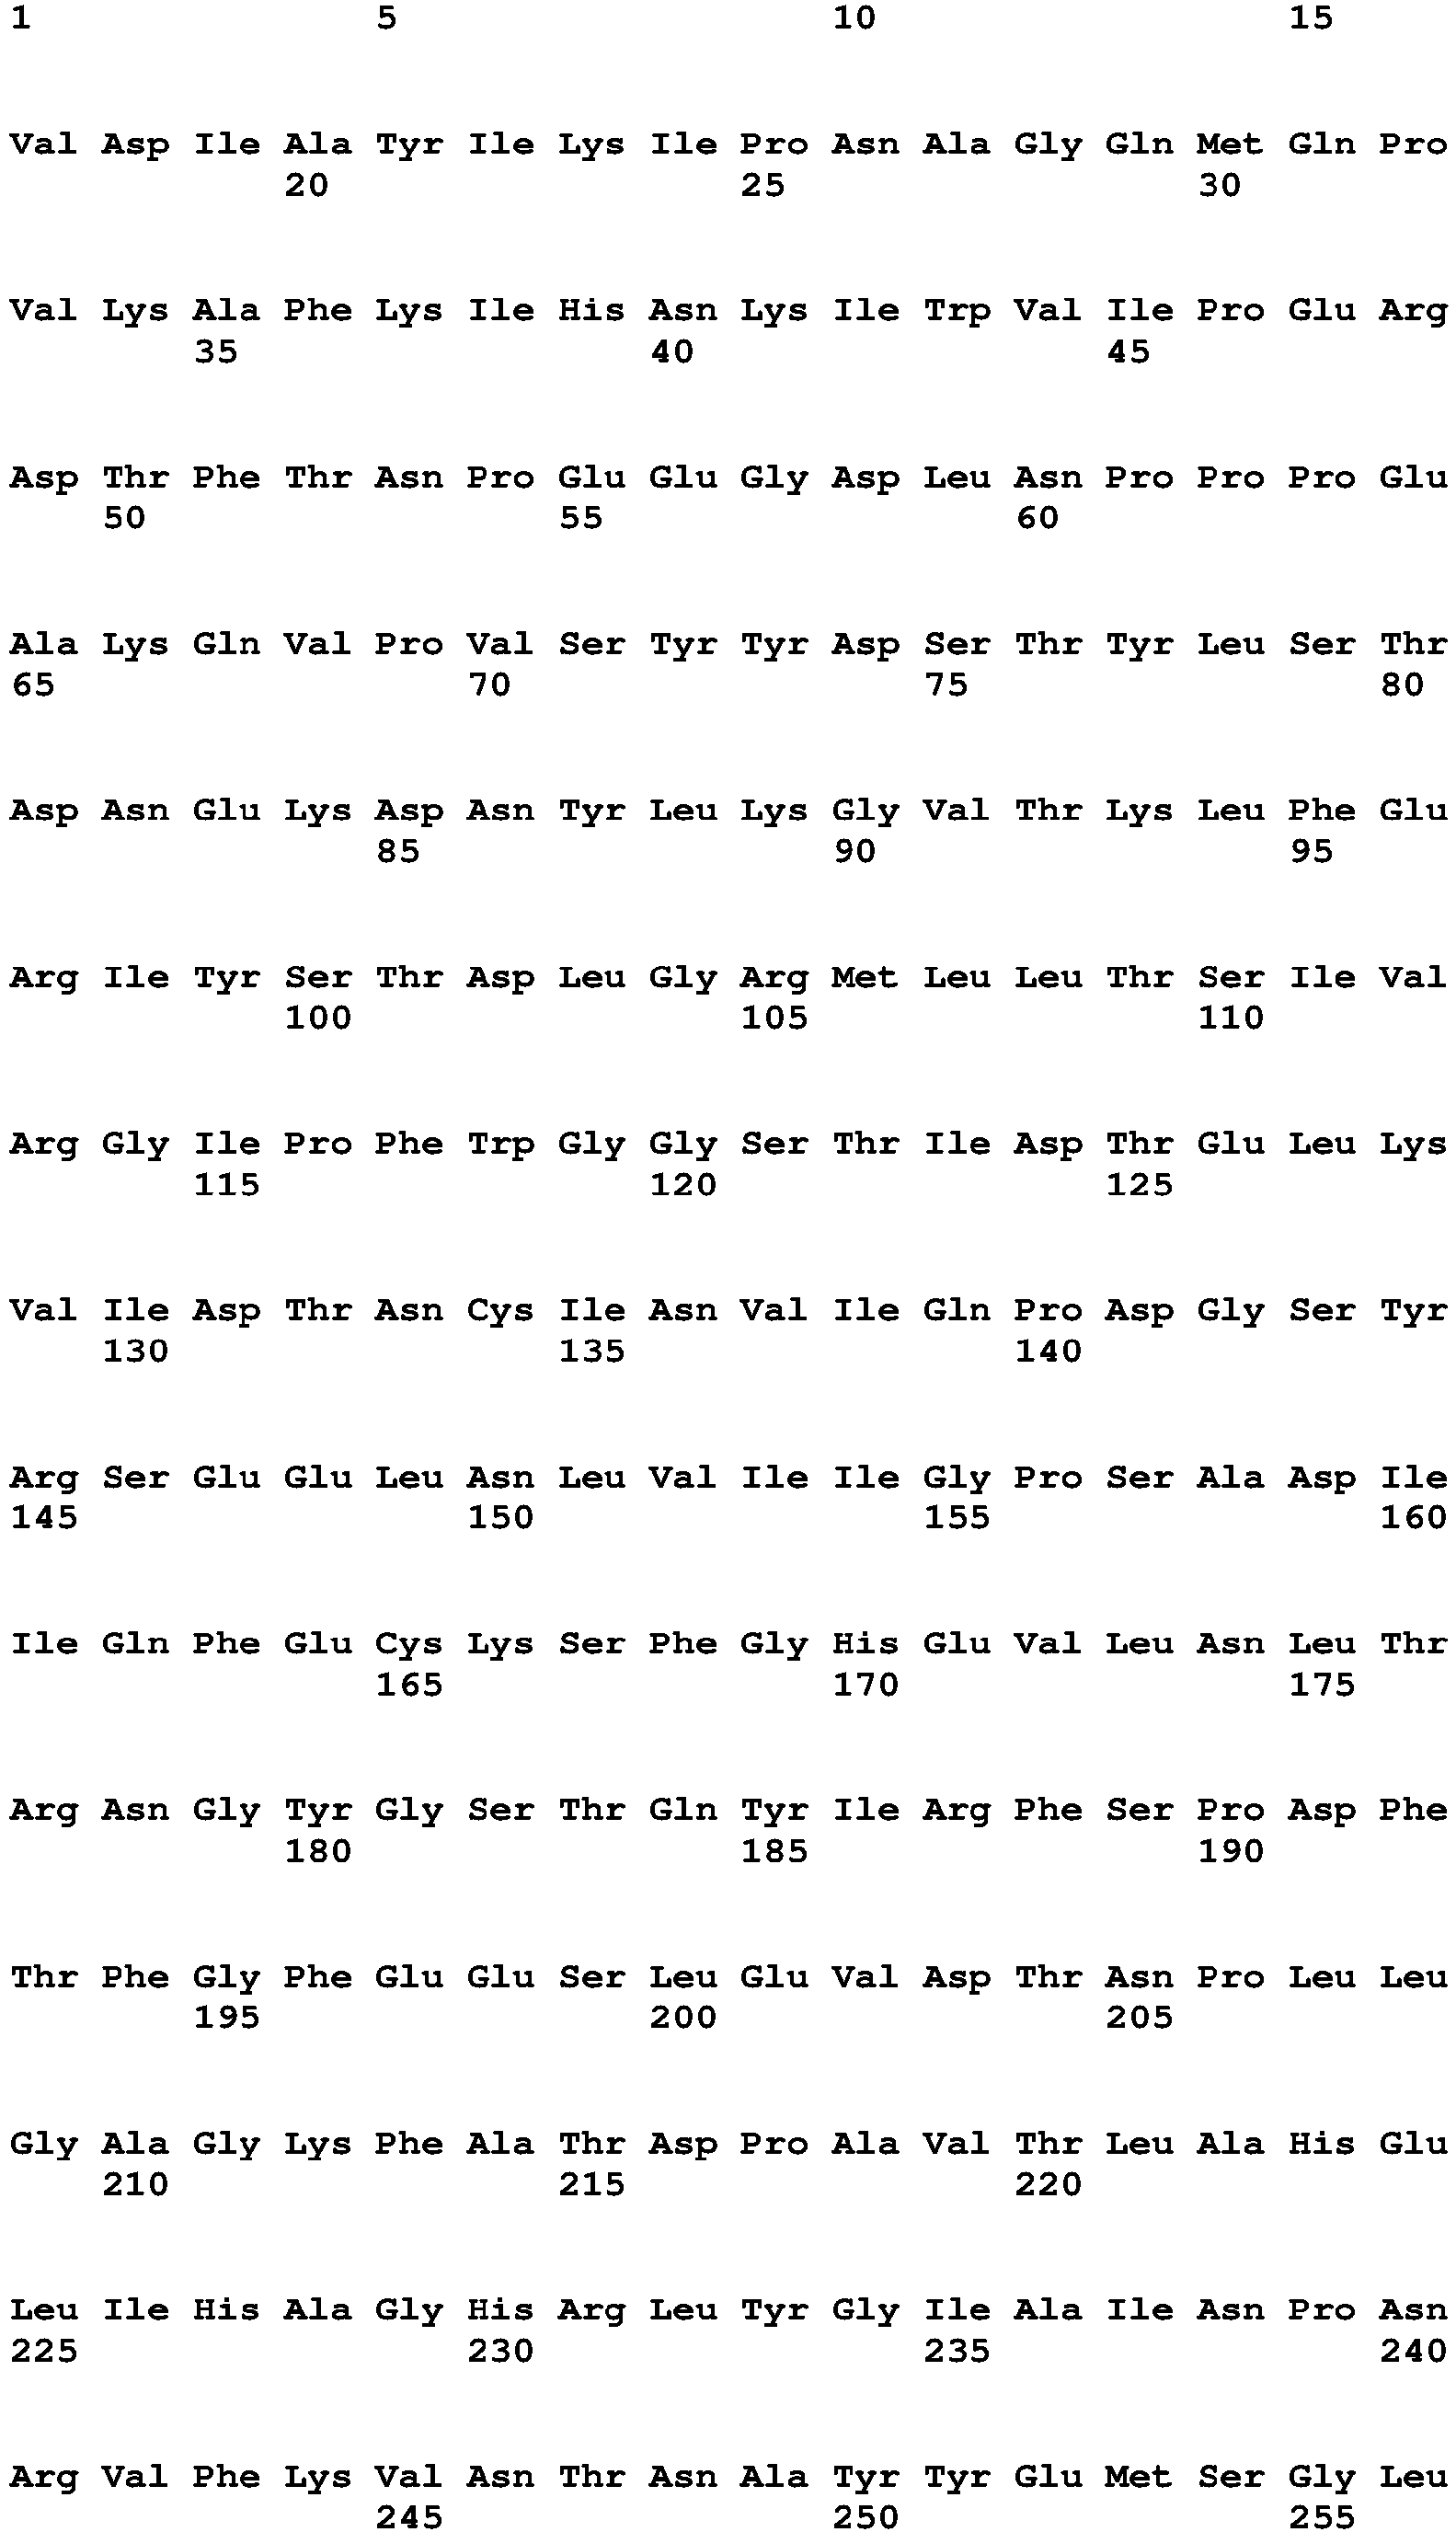 1 5 10 15
Val Asp Ile Ala Tyr Ile Lys Ile Pro Asn Ala Gly Gln Met Gln Pro
20 25 30
Val Lys Ala Phe Lys Ile His Asn Lys Ile Trp Val Ile Pro Glu Arg
35 40 45
Asp Thr Phe Thr Asn Pro Glu Glu Gly Asp Leu Asn Pro Pro Pro Glu
50 55 60
Ala Lys Gln Val Pro Val Ser Tyr Tyr Asp Ser Thr Tyr Leu Ser Thr
65 70 75 80
Asp Asn Glu Lys Asp Asn Tyr Leu Lys Gly Val Thr Lys Leu Phe Glu
85 90 95
Arg Ile Tyr Ser Thr Asp Leu Gly Arg Met Leu Leu Thr Ser Ile Val
100 105 110
Arg Gly Ile Pro Phe Trp Gly Gly Ser Thr Ile Asp Thr Glu Leu Lys
115 120 125
Val Ile Asp Thr Asn Cys Ile Asn Val Ile Gln Pro Asp Gly Ser Tyr
130 135 140
Arg Ser Glu Glu Leu Asn Leu Val Ile Ile Gly Pro Ser Ala Asp Ile
145 150 155 160
Ile Gln Phe Glu Cys Lys Ser Phe Gly His Glu Val Leu Asn Leu Thr
165 170 175
Arg Asn Gly Tyr Gly Ser Thr Gln Tyr Ile Arg Phe Ser Pro Asp Phe
180 185 190
Thr Phe Gly Phe Glu Glu Ser Leu Glu Val Asp Thr Asn Pro Leu Leu
195 200 205
Gly Ala Gly Lys Phe Ala Thr Asp Pro Ala Val Thr Leu Ala His Glu
210 215 220
Leu Ile His Ala Gly His Arg Leu Tyr Gly Ile Ala Ile Asn Pro Asn
225 230 235 240
Arg Val Phe Lys Val Asn Thr Asn Ala Tyr Tyr Glu Met Ser Gly Leu
245 250 255